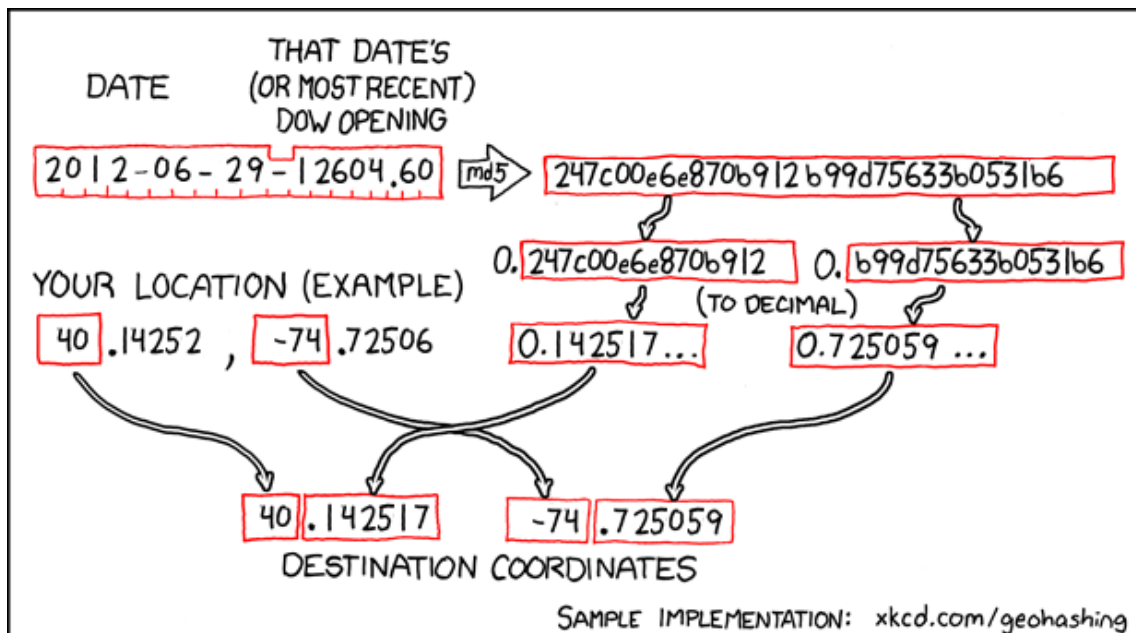 DATE
THAT DATE'S
(OR MOST RECENT)
DOW OPENING
2012-06-29-12604.60
md5
247c00e6e870b912b99d75633b0531b6
0.247c00e6e870b912
0.b99d75633b0531b6
YOUR LOCATION (EXAMPLE)
(TO DECIMAL)
40.14252, -74.72506
0.142517...
0.725059...
40.142517
-74.725059
DESTINATION COORDINATES
SAMPLE IMPLEMENTATION: xkcd.com/geohashing